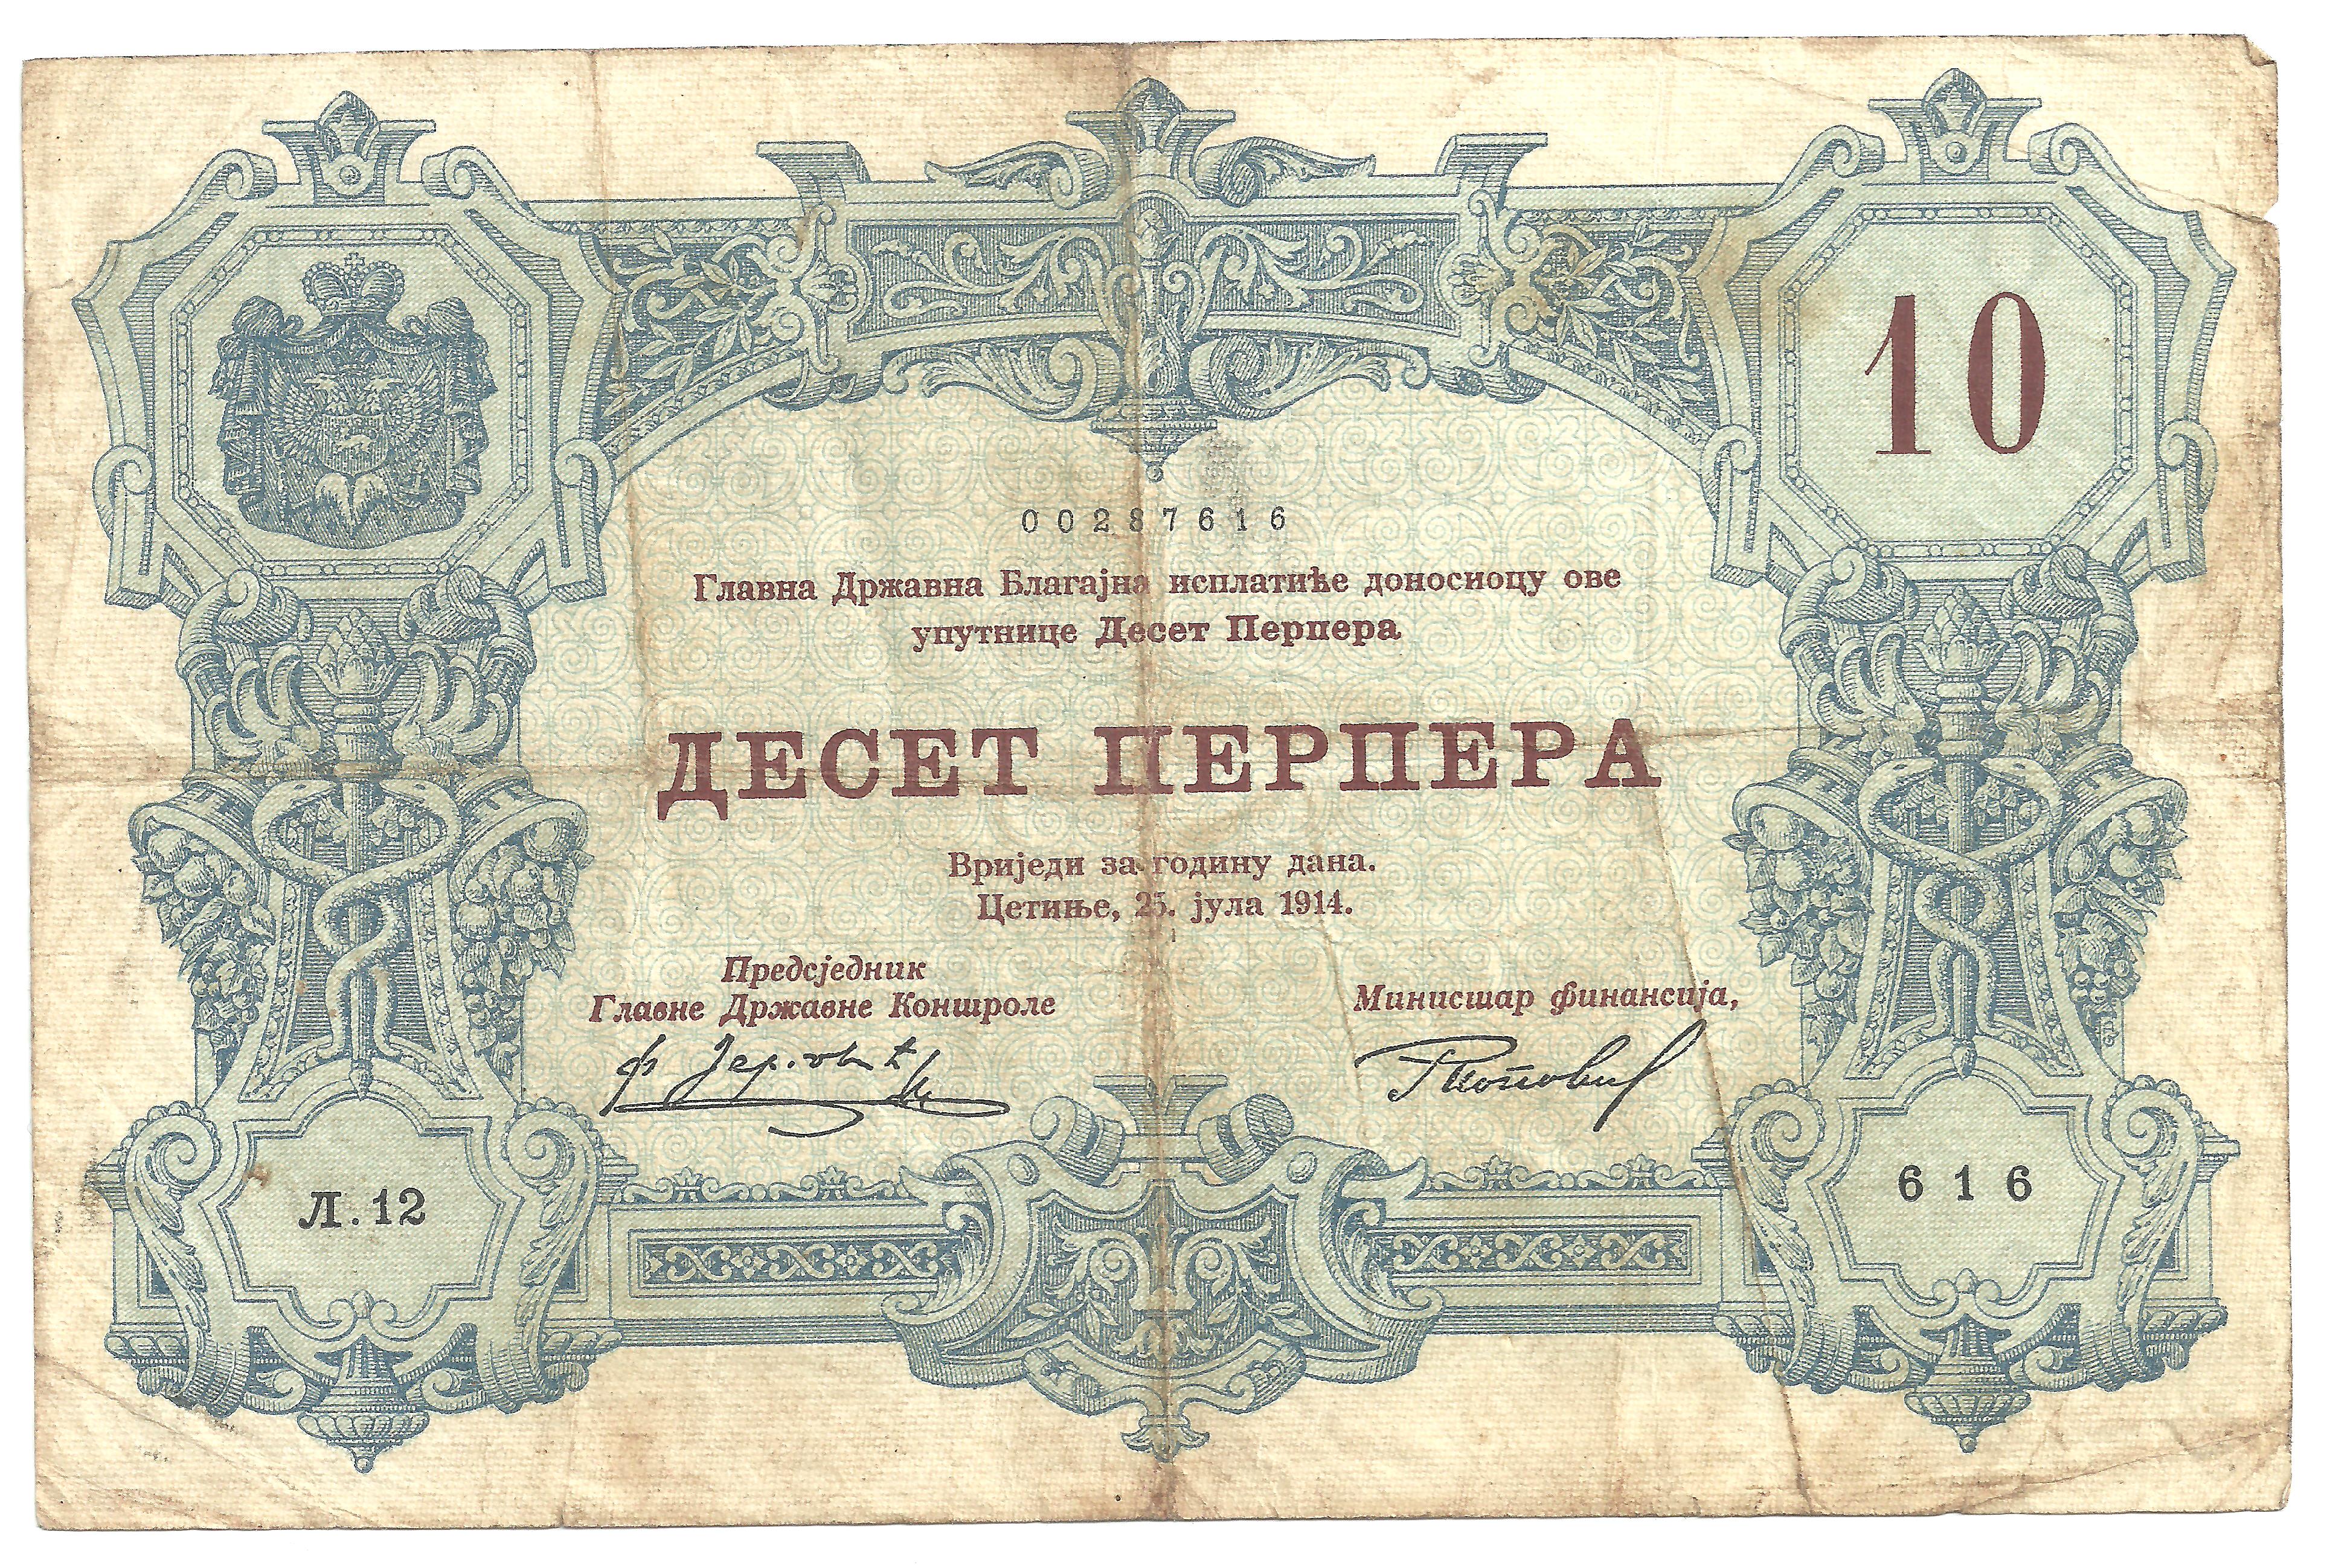 10
00287616
Главна Државна Благајна исплатиће доносиоцу ове
упутнице Десет Перпера
ДЕСЕТ ПЕРПЕРА
Вриједи за годину дана.
Цетиње, 25. јула 1914.
Предсједник
Главне Државне Контроле
Министар финансија,
Л.12
616